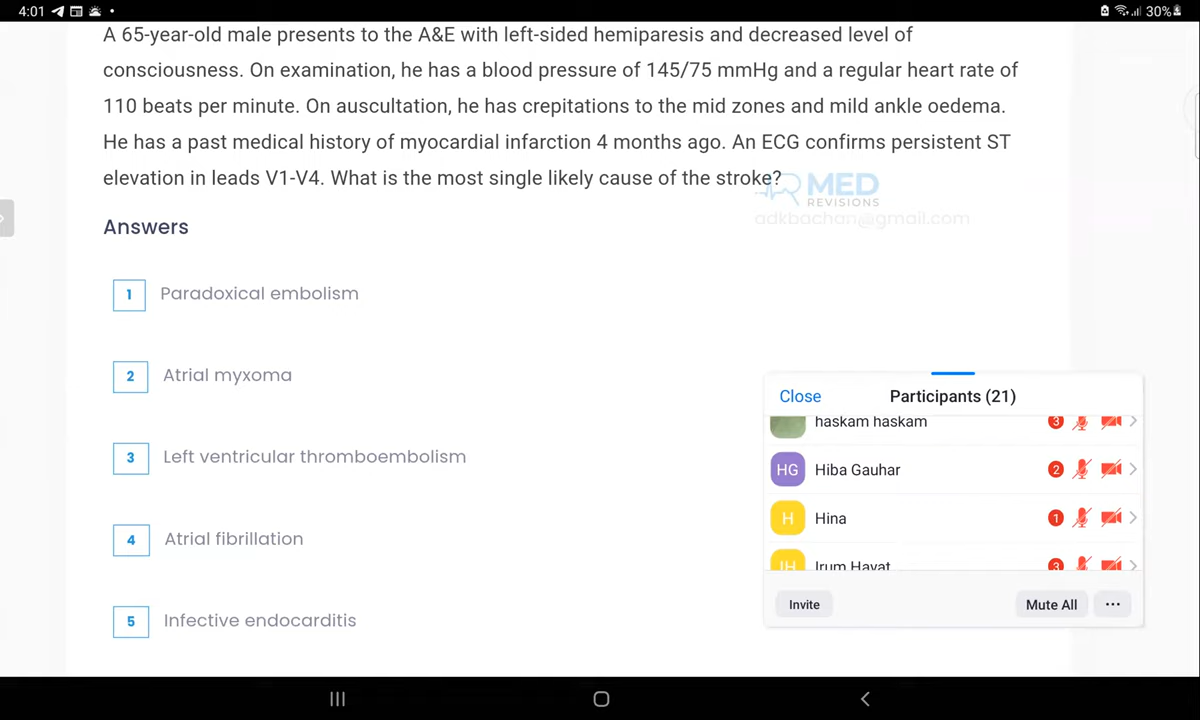 4:01
30%
A 65-year-old male presents to the A&E with left-sided hemiparesis and decreased level of
consciousness. On examination, he has a blood pressure of 145/75 mmHg and a regular heart rate of
110 beats per minute. On auscultation, he has crepitations to the mid zones and mild ankle oedema.
He has a past medical history of myocardial infarction 4 months ago. An ECG confirms persistent ST
elevation in leads V1-V4. What is the most single likely cause of the stroke?
MED
REVISIONS
adkbachan@gmail.com
Answers
1 Paradoxical embolism
2 Atrial myxoma
3 Left ventricular thromboembolism
4 Atrial fibrillation
5 Infective endocarditis
Close Participants (21)
haskam haskam 3
HG Hiba Gauhar 2
H Hina 1
IH Irum Hayat 3
Invite Mute All ...